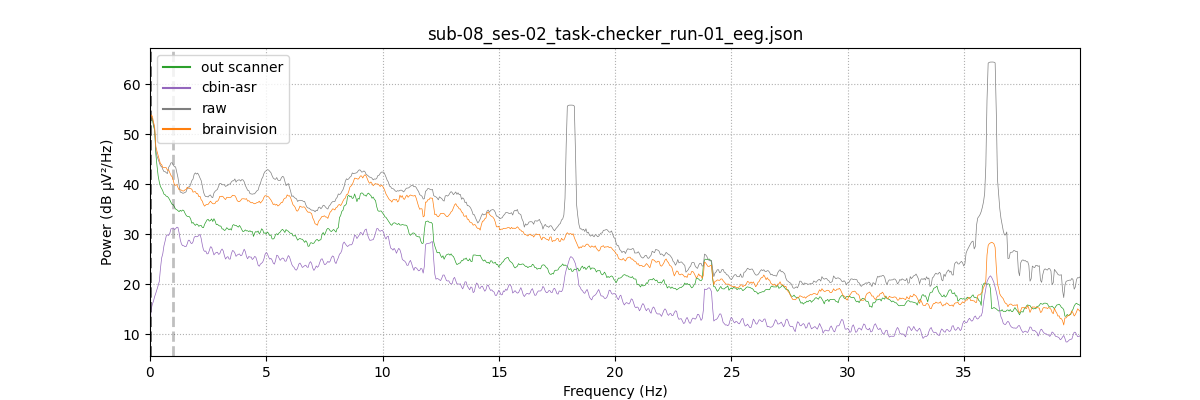 sub-08_ses-02_task-checker_run-01_eeg.json
out scanner
cbin-asr
raw
brainvision
Power (dB µV²/Hz)
60
50
40
30
20
10
0 5 10 15 20 25 30 35
Frequency (Hz)